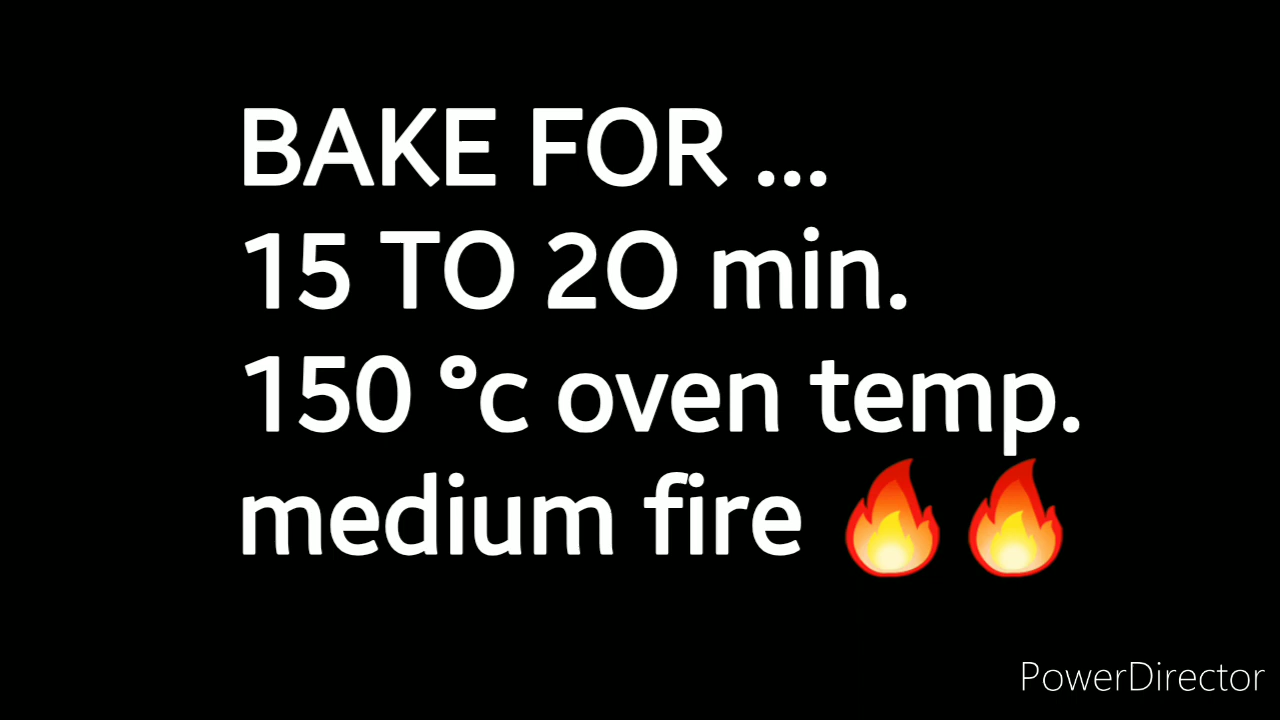 BAKE FOR ...
15 TO 2O min.
150 °c oven temp.
medium fire 🔥🔥
PowerDirector